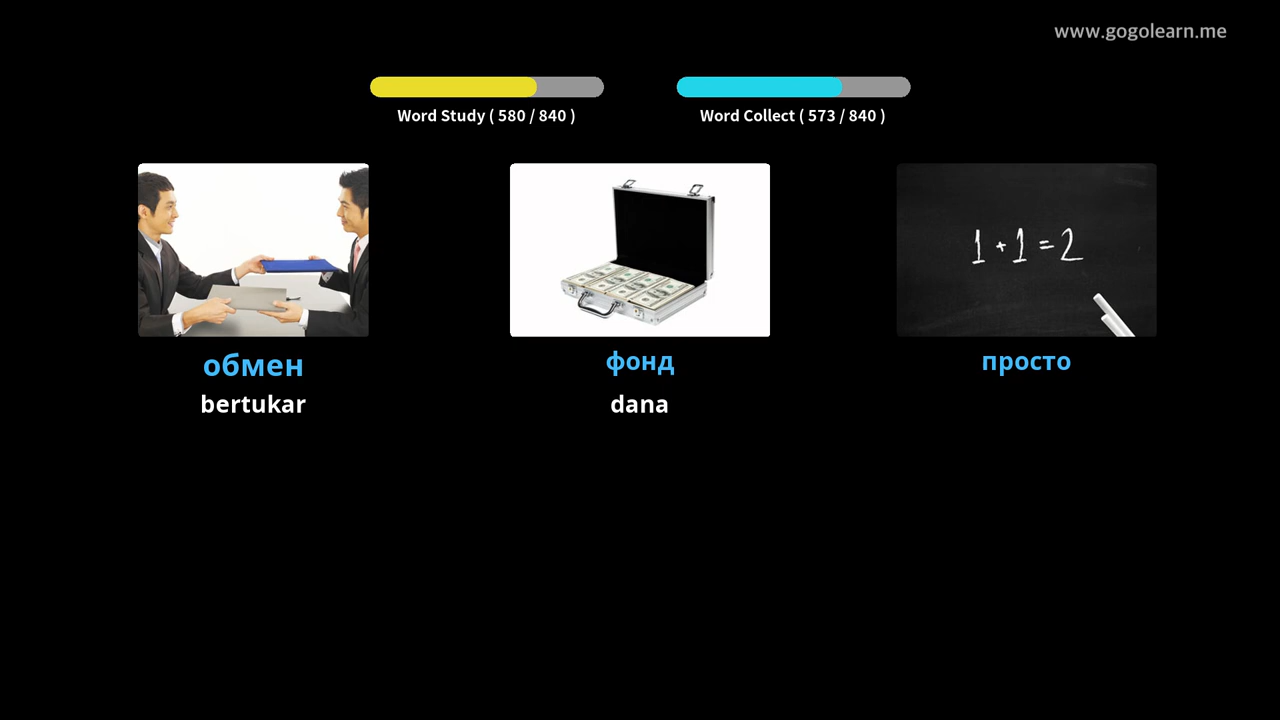 www.gogolearn.me
Word Study ( 580 / 840 )
Word Collect ( 573 / 840 )
1 + 1 = 2
обмен
фонд
просто
bertukar
dana